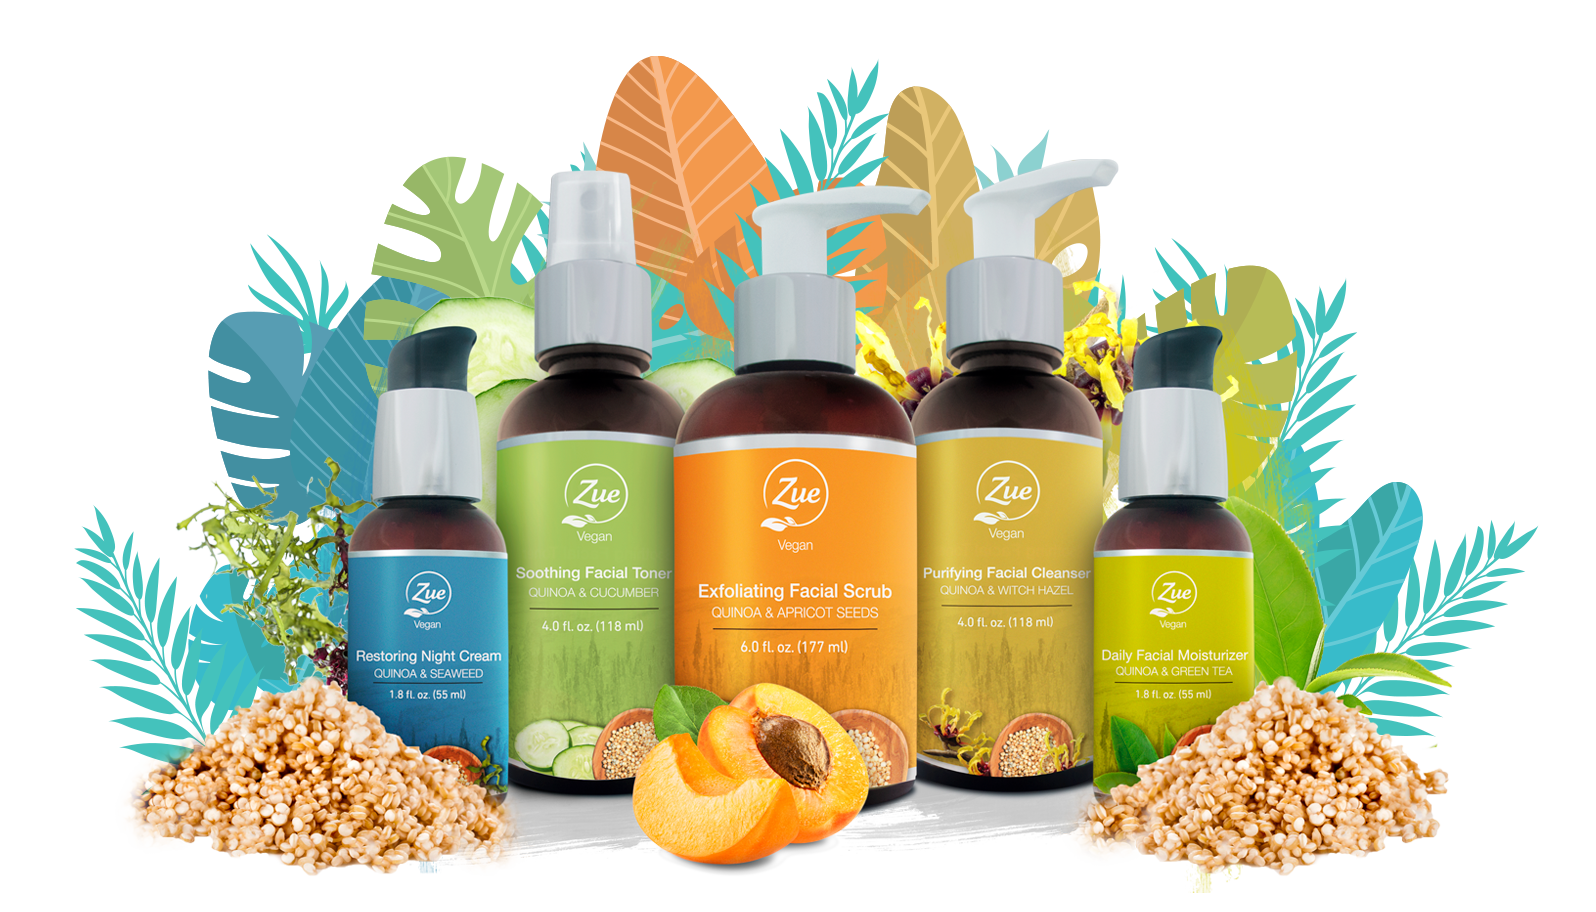 Zue
Vegan
Restoring Night Cream
QUINOA & SEAWEED
1.8 fl. oz. (55 ml)
Zue
Vegan
Soothing Facial Toner
QUINOA & CUCUMBER
4.0 fl. oz. (118 ml)
Zue
Vegan
Exfoliating Facial Scrub
QUINOA & APRICOT SEEDS
6.0 fl. oz. (177 ml)
Zue
Vegan
Purifying Facial Cleanser
QUINOA & WITCH HAZEL
4.0 fl. oz. (118 ml)
Zue
Vegan
Daily Facial Moisturizer
QUINOA & GREEN TEA
1.8 fl. oz. (55 ml)